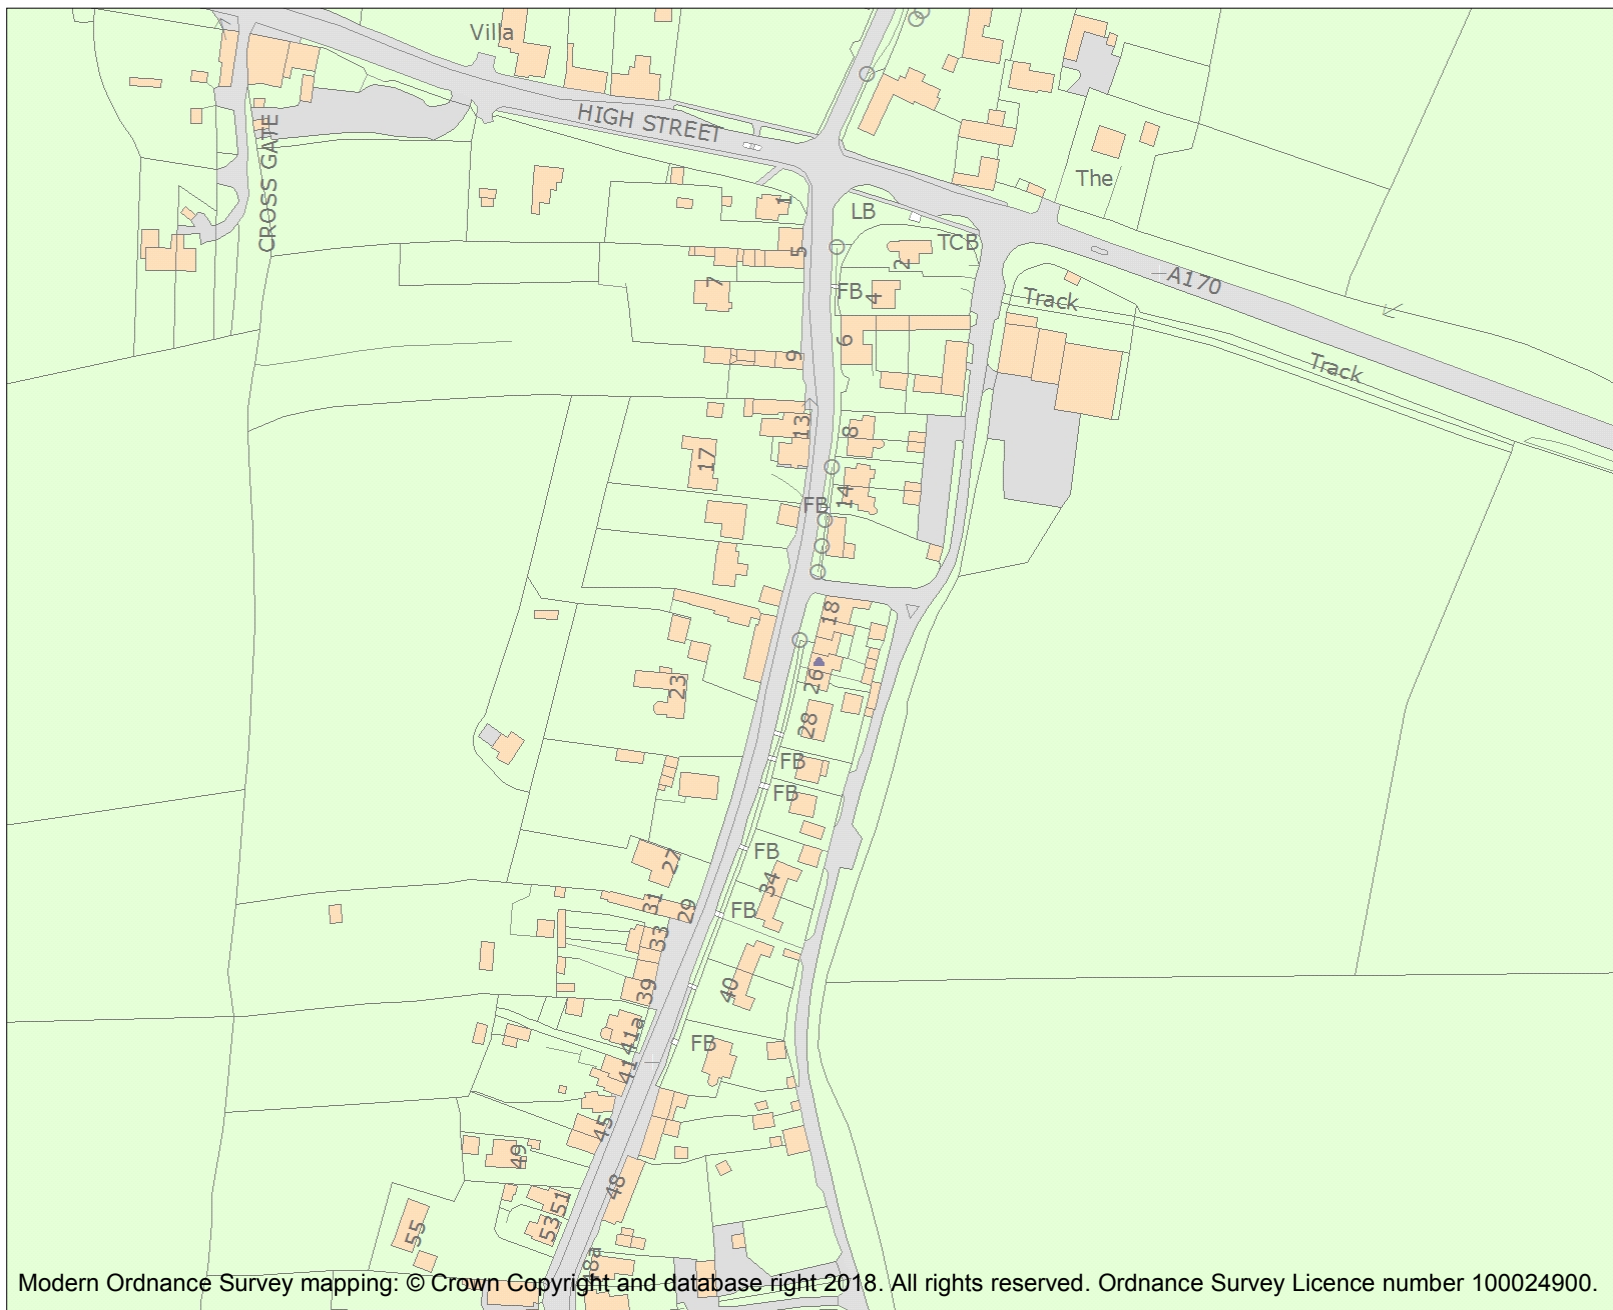 Villa
HIGH STREET
CROSS GATE
The
1
LB
TCB
5
2
A170
7
FB
4
Track
6
9
Track
13
8
17
14
FB
18
26
23
28
FB
FB
FB
27
34
31
29
FB
33
40
39
41a
FB
41
45
49
48
51
53
55
Modern Ordnance Survey mapping: © Crown Copyright and database right 2018. All rights reserved. Ordnance Survey Licence number 100024900.